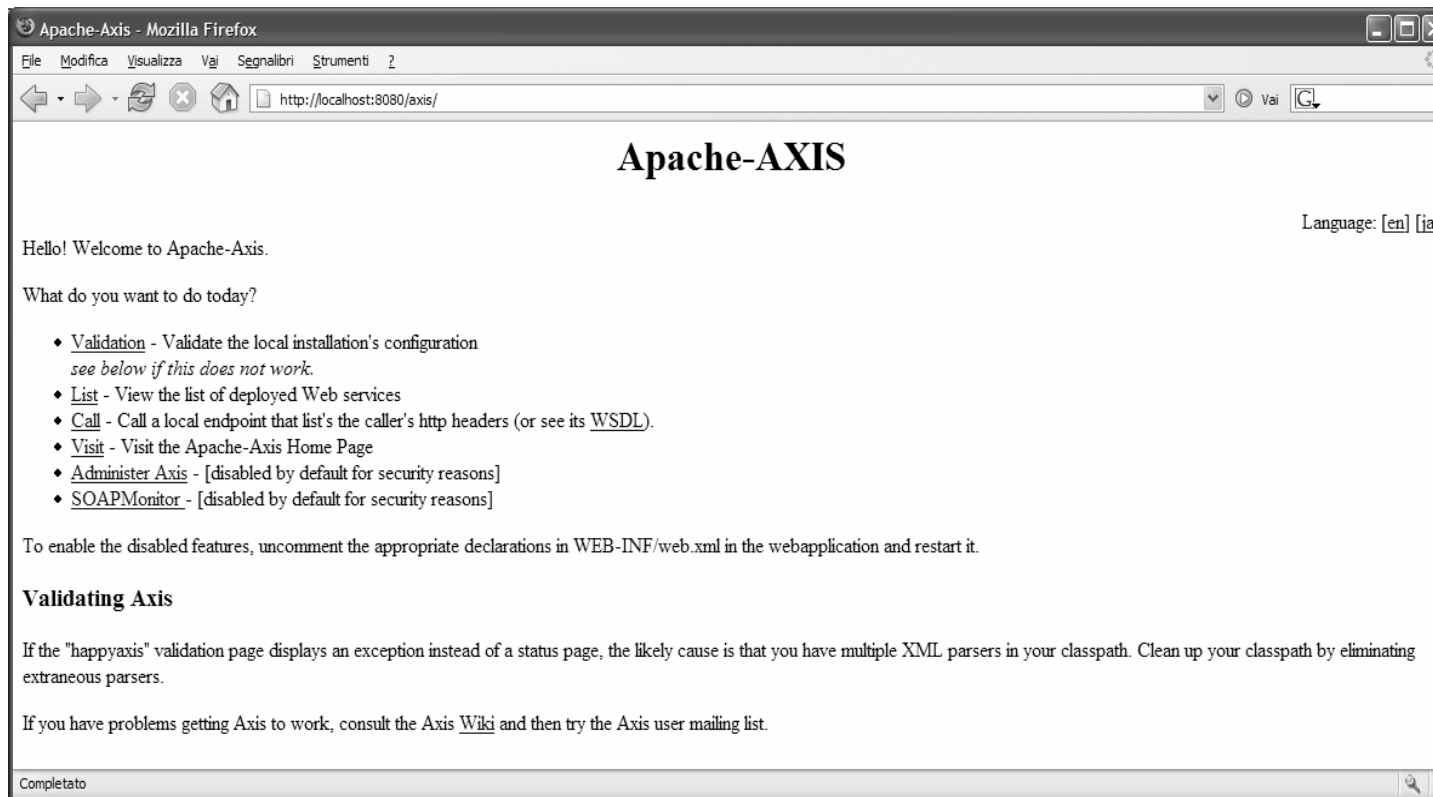 Apache-Axis - Mozilla Firefox
File Modifica Visualizza Vai Segnalibri Strumenti ?
http://localhost:8080/axis/ Vai G
Apache-AXIS
Language: [en] [ja
Hello! Welcome to Apache-Axis.
What do you want to do today?
Validation - Validate the local installation's configuration
see below if this does not work.
List - View the list of deployed Web services
Call - Call a local endpoint that list's the caller's http headers (or see its WSDL).
Visit - Visit the Apache-Axis Home Page
Administer Axis - [disabled by default for security reasons]
SOAPMonitor - [disabled by default for security reasons]
To enable the disabled features, uncomment the appropriate declarations in WEB-INF/web.xml in the webapplication and restart it.
Validating Axis
If the "happyaxis" validation page displays an exception instead of a status page, the likely cause is that you have multiple XML parsers in your classpath. Clean up your classpath by eliminating
extraneous parsers.
If you have problems getting Axis to work, consult the Axis Wiki and then try the Axis user mailing list.
Completato